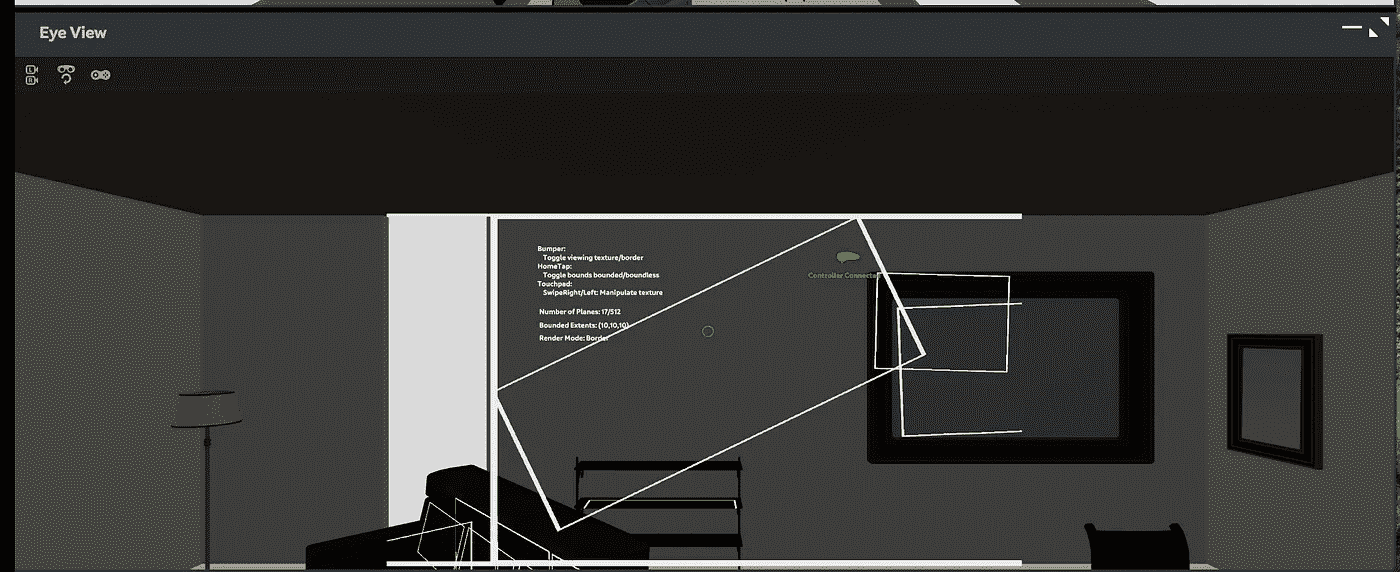 Eye View
Bumper:
Toggle viewing texture/border
HomeTap:
Toggle bounds bounded/boundless
Touchpad:
SwipeRight/Left: Manipulate texture
Number of Planes: 17/512
Bounded Extents: (10,10,10)
Render Mode: Border
Controller Connected